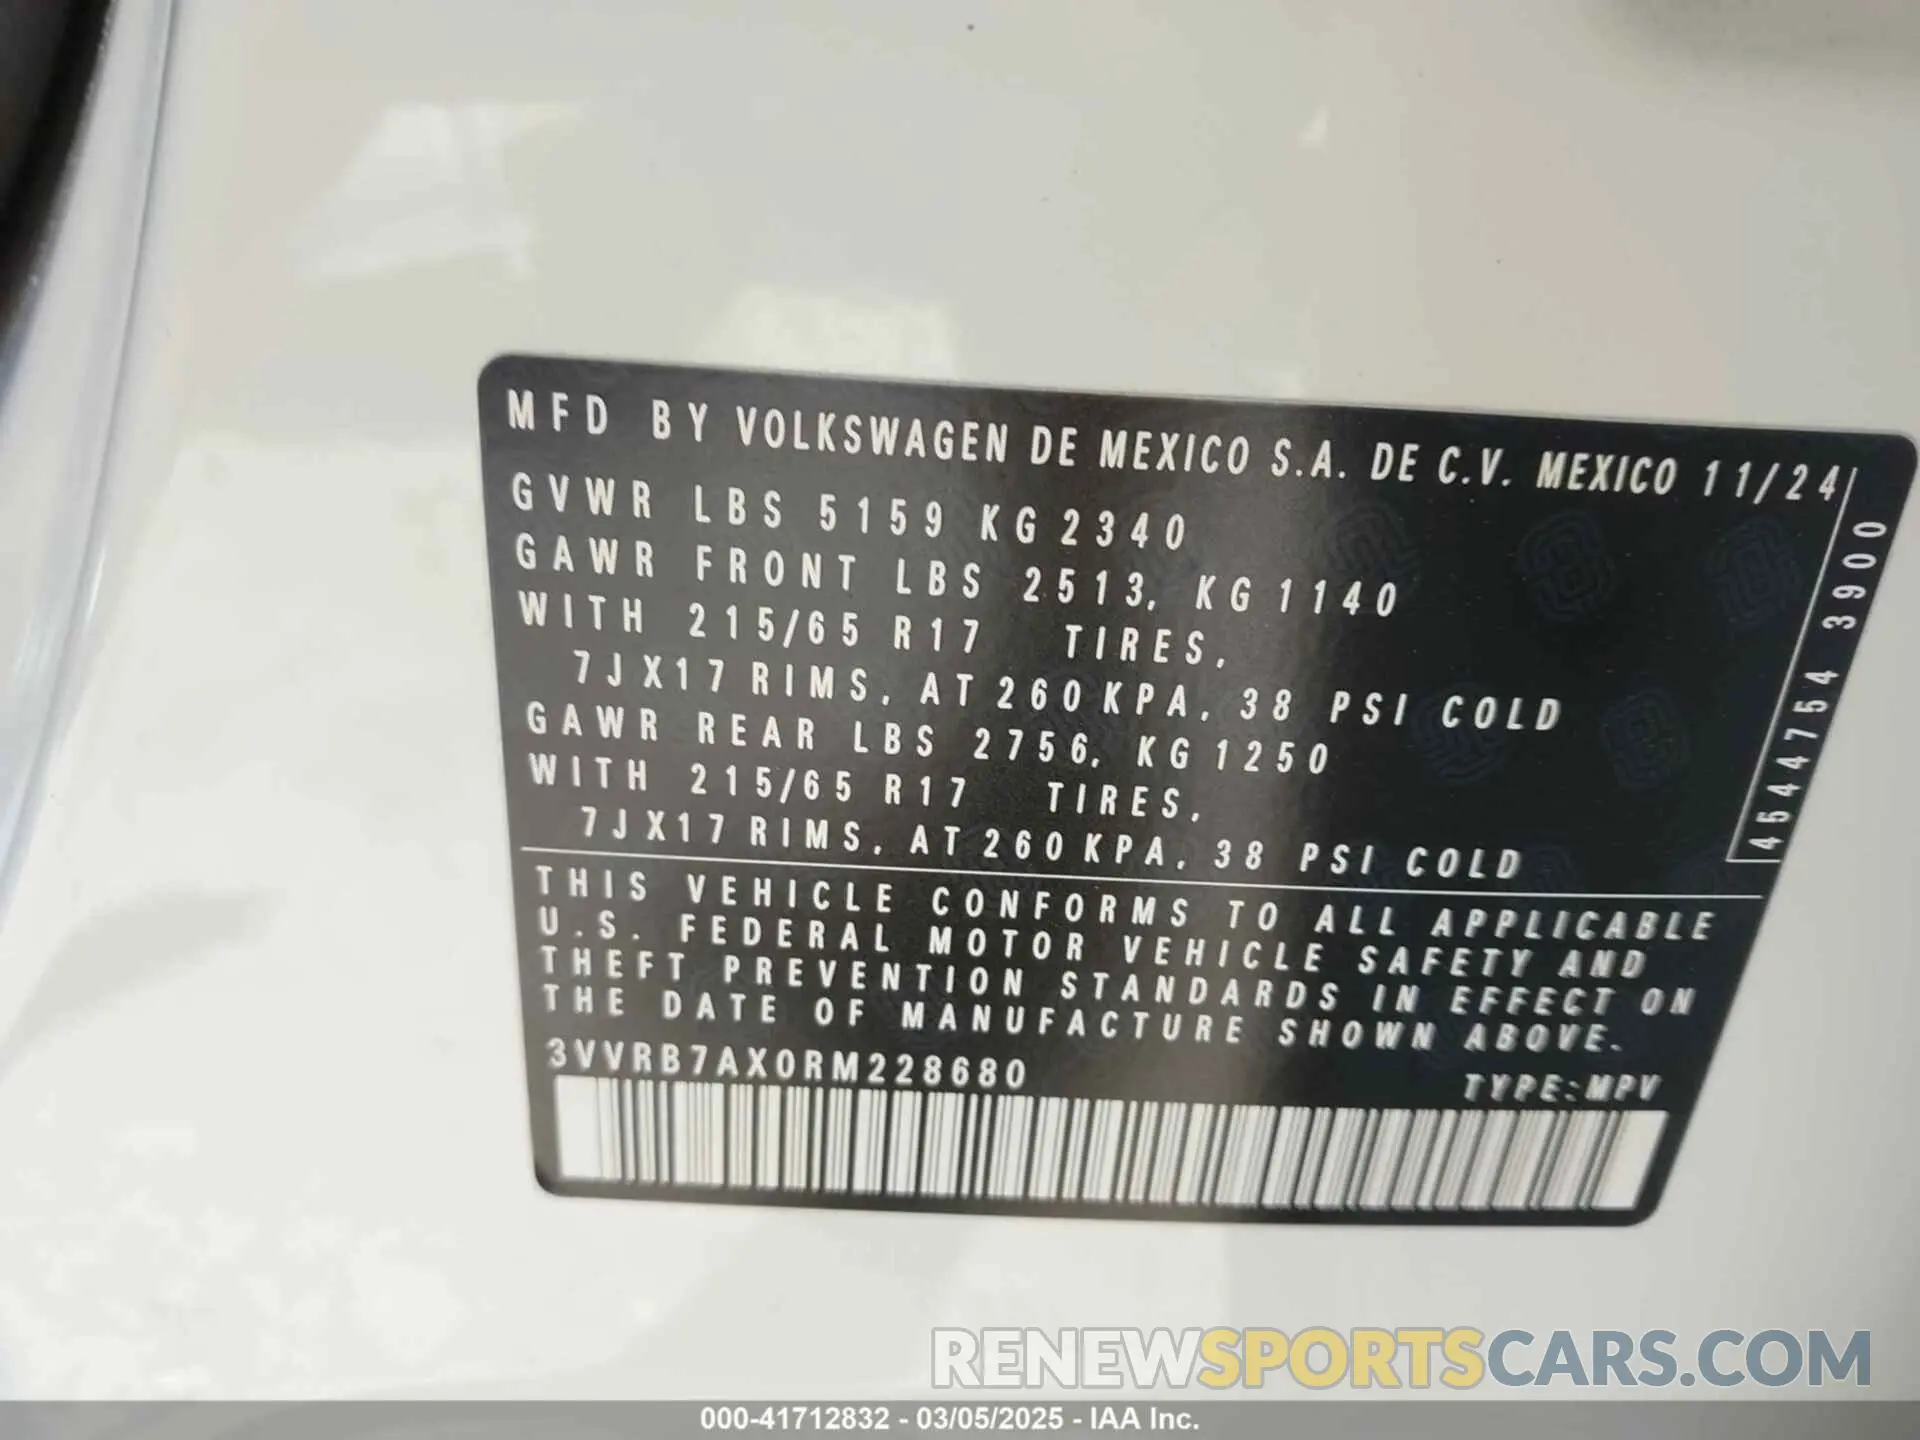 MFD BY VOLKSWAGEN DE MEXICO S.A. DE C.V. MEXICO 11/24
GVWR LBS 5159 KG 2340
GAWR FRONT LBS 2513, KG 1140
WITH 215/65 R17 TIRES,
7JX17 RIMS, AT 260 KPA, 38 PSI COLD
GAWR REAR LBS 2756, KG 1250
WITH 215/65 R17 TIRES,
7JX17 RIMS, AT 260 KPA, 38 PSI COLD
4544754 3900
THIS VEHICLE CONFORMS TO ALL APPLICABLE
U.S. FEDERAL MOTOR VEHICLE SAFETY AND
THEFT PREVENTION STANDARDS IN EFFECT ON
THE DATE OF MANUFACTURE SHOWN ABOVE.
3VVRB7AX0RM228680
TYPE:MPV
RENEWSPORTSCARS.COM
000-41712832 - 03/05/2025 - IAA Inc.